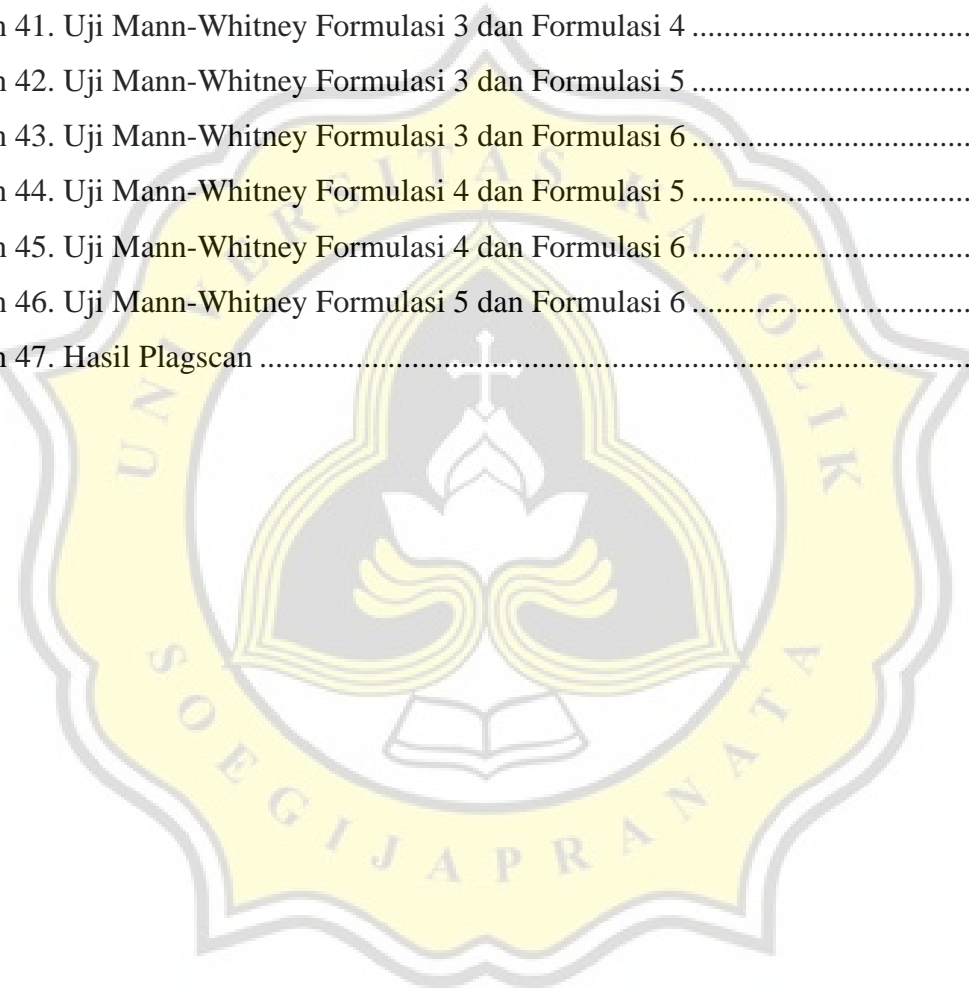 n 41. Uji Mann-Whitney Formulasi 3 dan Formulasi 4 ...................................
n 42. Uji Mann-Whitney Formulasi 3 dan Formulasi 5 ...................................
n 43. Uji Mann-Whitney Formulasi 3 dan Formulasi 6 ...................................
n 44. Uji Mann-Whitney Formulasi 4 dan Formulasi 5 ...................................
n 45. Uji Mann-Whitney Formulasi 4 dan Formulasi 6 ...................................
n 46. Uji Mann-Whitney Formulasi 5 dan Formulasi 6 ...................................
n 47. Hasil Plagscan .........................................................................................
UNIVERSITAS KATOLIK
SOEGIJAPRANATA